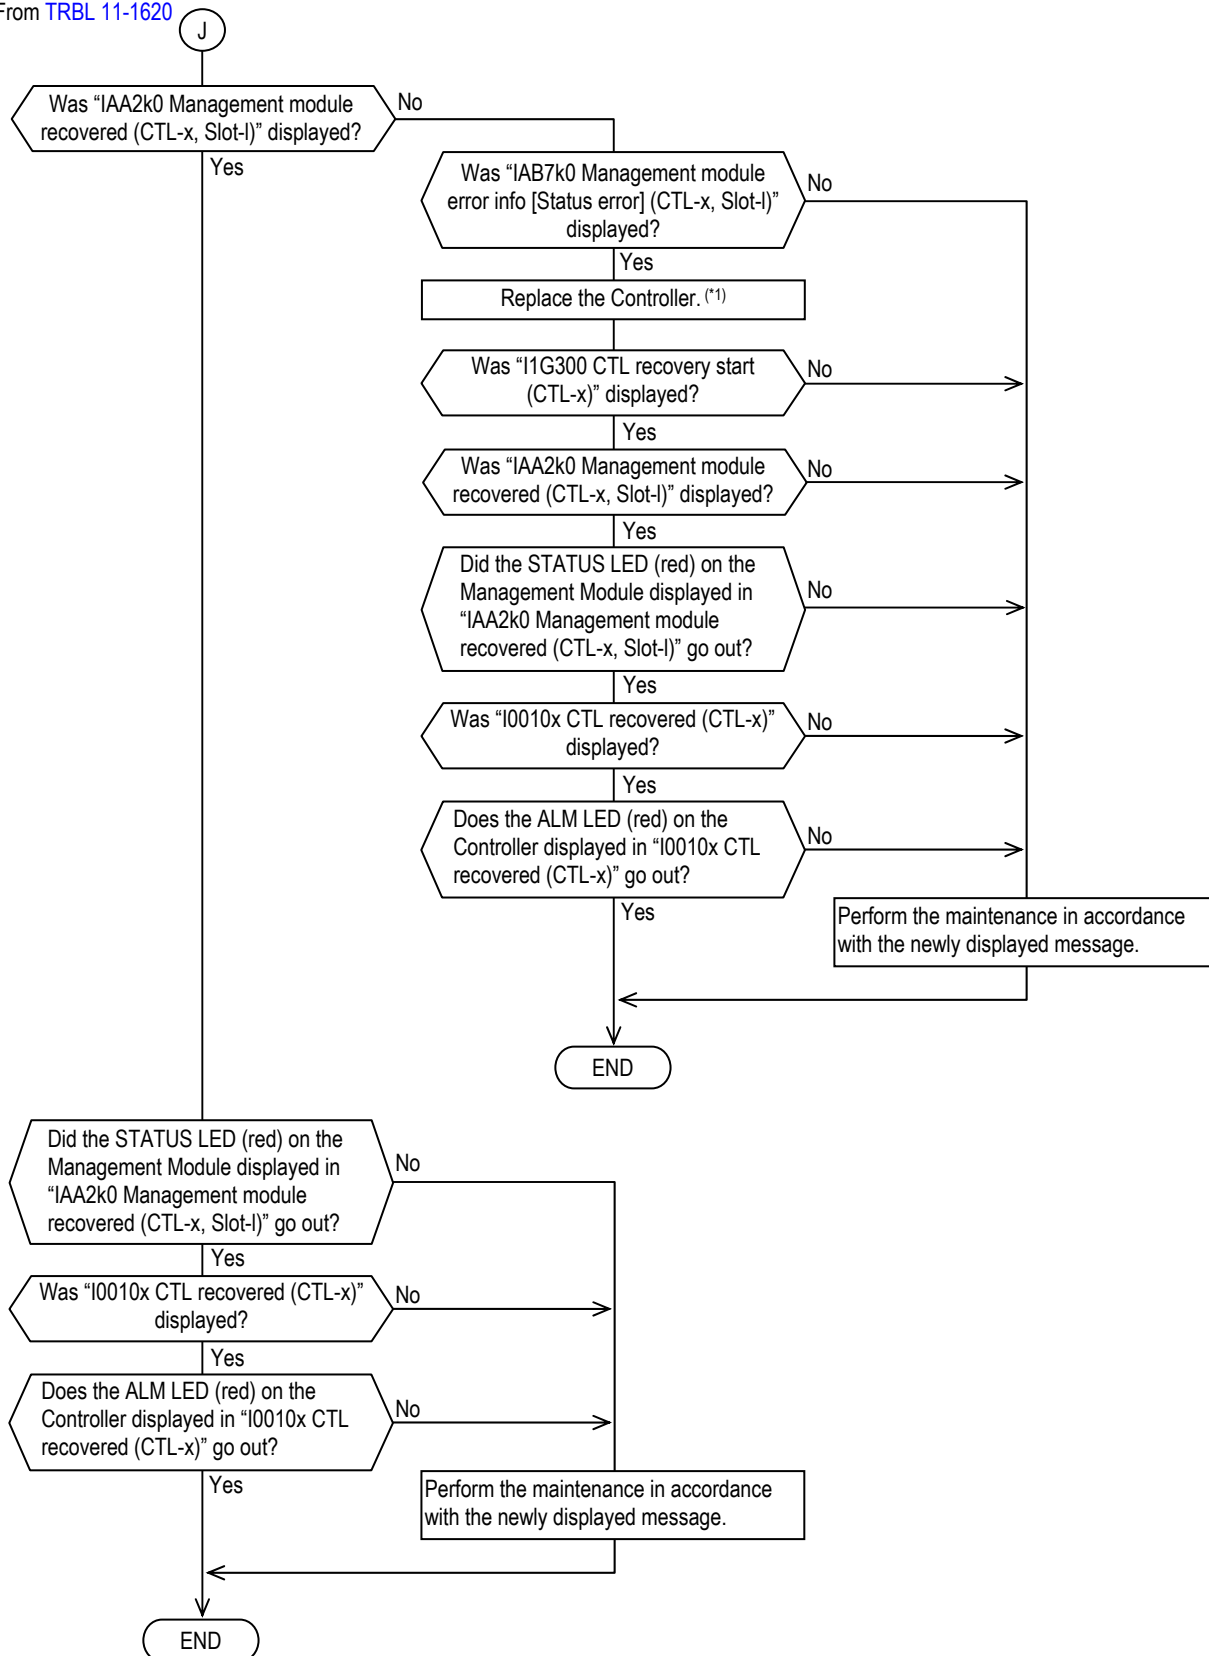 From TRBL 11-1620
J
Was “IAA2k0 Management module
recovered (CTL-x, Slot-l)” displayed?
No
Yes
Was “IAB7k0 Management module
error info [Status error] (CTL-x, Slot-l)”
displayed?
No
Yes
Replace the Controller. (*1)
Was “I1G300 CTL recovery start
(CTL-x)” displayed?
No
Yes
Was “IAA2k0 Management module
recovered (CTL-x, Slot-l)” displayed?
No
Yes
Did the STATUS LED (red) on the
Management Module displayed in
“IAA2k0 Management module
recovered (CTL-x, Slot-l)” go out?
No
Yes
Was “I0010x CTL recovered (CTL-x)”
displayed?
No
Yes
Does the ALM LED (red) on the
Controller displayed in “I0010x CTL
recovered (CTL-x)” go out?
No
Yes
Perform the maintenance in accordance
with the newly displayed message.
END
Did the STATUS LED (red) on the
Management Module displayed in
“IAA2k0 Management module
recovered (CTL-x, Slot-l)” go out?
No
Yes
Was “I0010x CTL recovered (CTL-x)”
displayed?
No
Yes
Does the ALM LED (red) on the
Controller displayed in “I0010x CTL
recovered (CTL-x)” go out?
No
Yes
Perform the maintenance in accordance
with the newly displayed message.
END